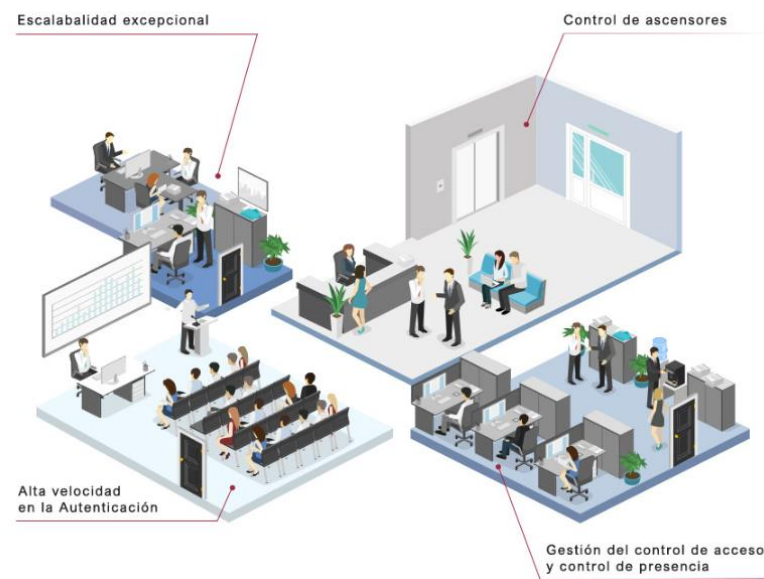 Escalabalidad excepcional
Control de ascensores
Alta velocidad
en la Autenticación
Gestión del control de acceso
y control de presencia